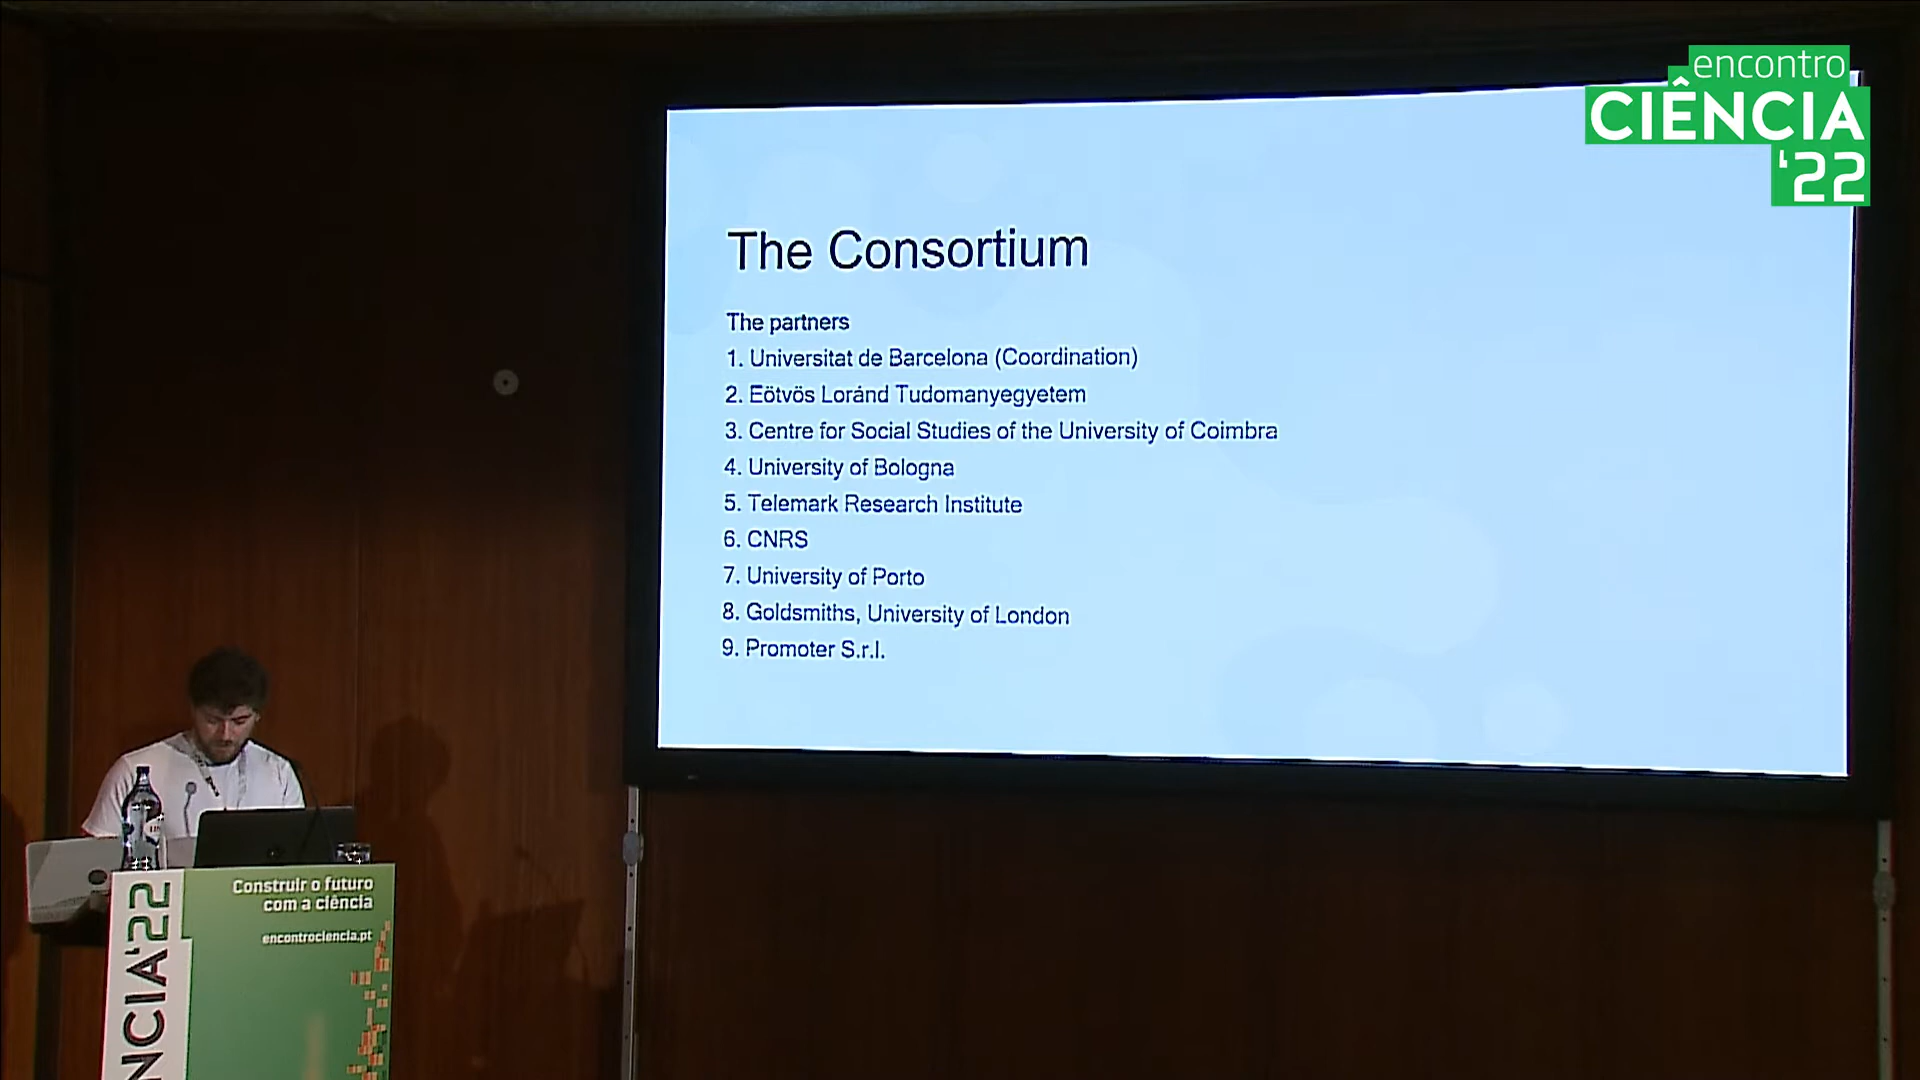 encontro
CIÊNCIA
'22
The Consortium
The partners
1. Universitat de Barcelona (Coordination)
2. Eötvös Loránd Tudomanyegyetem
3. Centre for Social Studies of the University of Coimbra
4. University of Bologna
5. Telemark Research Institute
6. CNRS
7. University of Porto
8. Goldsmiths, University of London
9. Promoter S.r.l.
Construir o futuro
com a ciência
encontrociencia.pt
NCIA'22